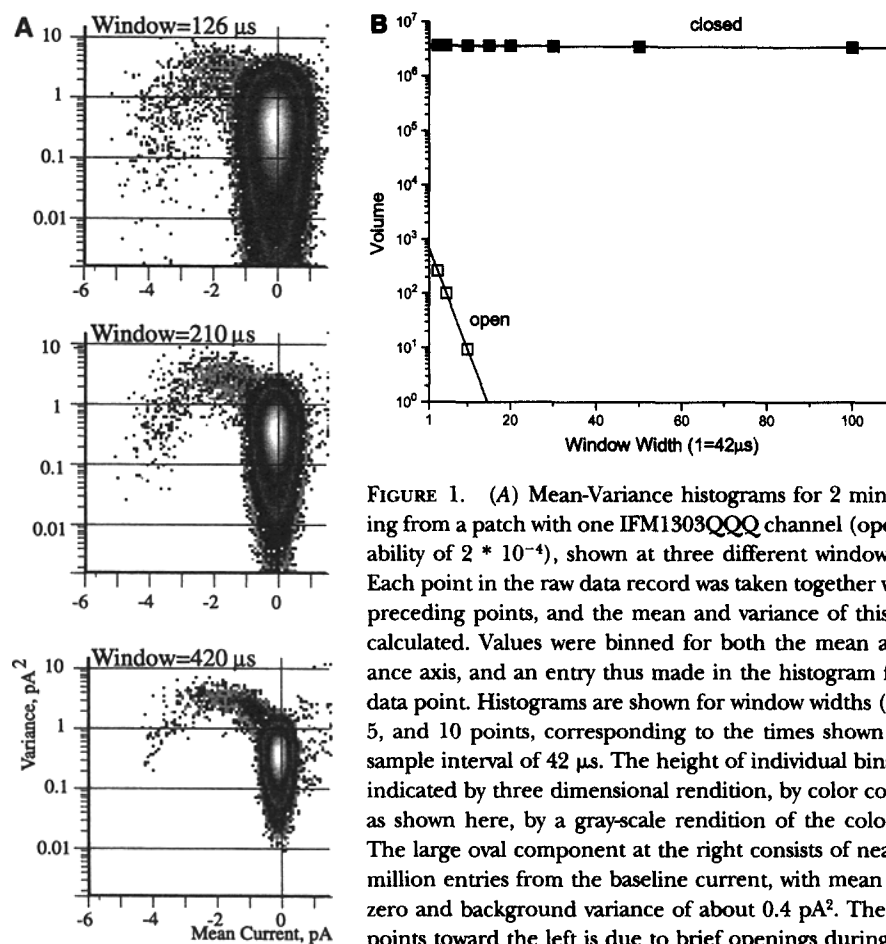 A
Window=126 μs
10
1
0.1
0.01
-6
-4
-2
0
Window=210 μs
10
1
0.1
0.01
-6
-4
-2
0
Window=420 μs
10
1
0.1
0.01
Variance, pA²
-6
-4
-2
0
Mean Current, pA
B
closed
10⁷
10⁶
10⁵
10⁴
10³
10²
10¹
10⁰
Volume
open
1
20
40
60
80
100
Window Width (1=42μs)
FIGURE 1. (A) Mean-Variance histograms for 2 min
ing from a patch with one IFM1303QQQ channel (ope
ability of 2 * 10⁻⁴), shown at three different window
Each point in the raw data record was taken together
preceding points, and the mean and variance of this
calculated. Values were binned for both the mean a
ance axis, and an entry thus made in the histogram
data point. Histograms are shown for window widths (
5, and 10 points, corresponding to the times shown
sample interval of 42 μs. The height of individual bins
indicated by three dimensional rendition, by color co
as shown here, by a gray-scale rendition of the colo
The large oval component at the right consists of nea
million entries from the baseline current, with mean
zero and background variance of about 0.4 pA². The
points toward the left is due to brief openings during